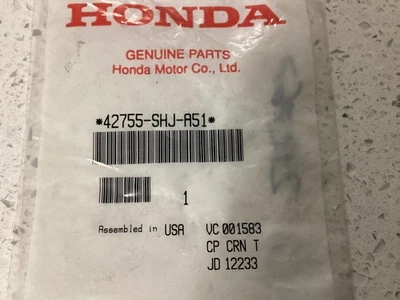 HONDA
GENUINE PARTS
Honda Motor Co., Ltd.
*42755-SHJ-A51*
1
Assembled in USA VC 001583
CP CRN T
JD 12233